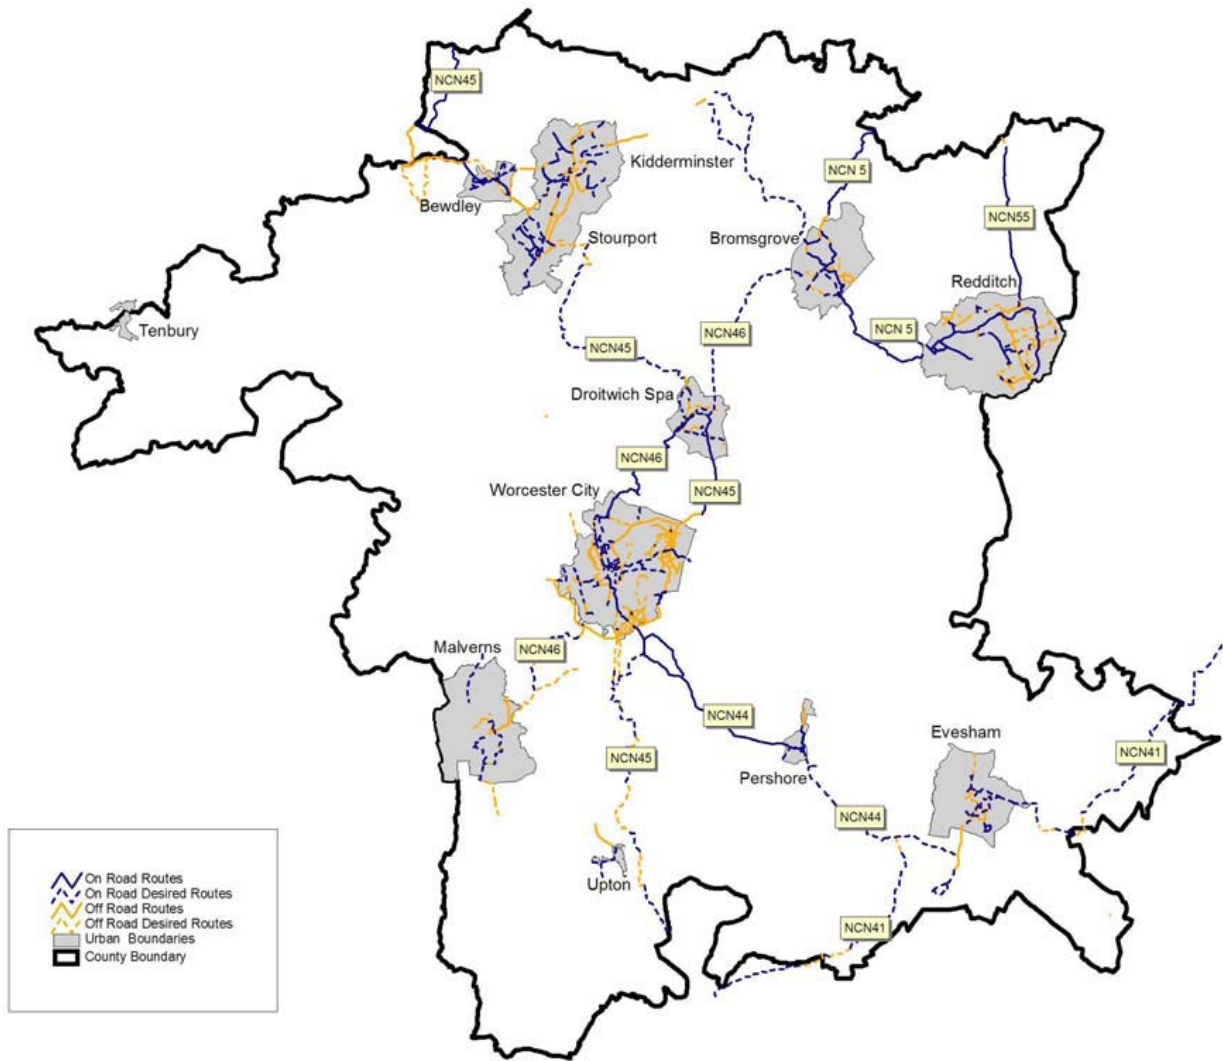 NCN45
Kidderminster
NCN 5
Bewdley
NCN55
Stourport
Bromsgrove
Redditch
Tenbury
NCN 5
NCN46
NCN45
Droitwich Spa
NCN46
Worcester City
NCN45
Malverns
NCN46
NCN44
Evesham
NCN41
NCN45
Pershore
NCN44
Upton
NCN41
On Road Routes
On Road Desired Routes
Off Road Routes
Off Road Desired Routes
Urban Boundaries
County Boundary